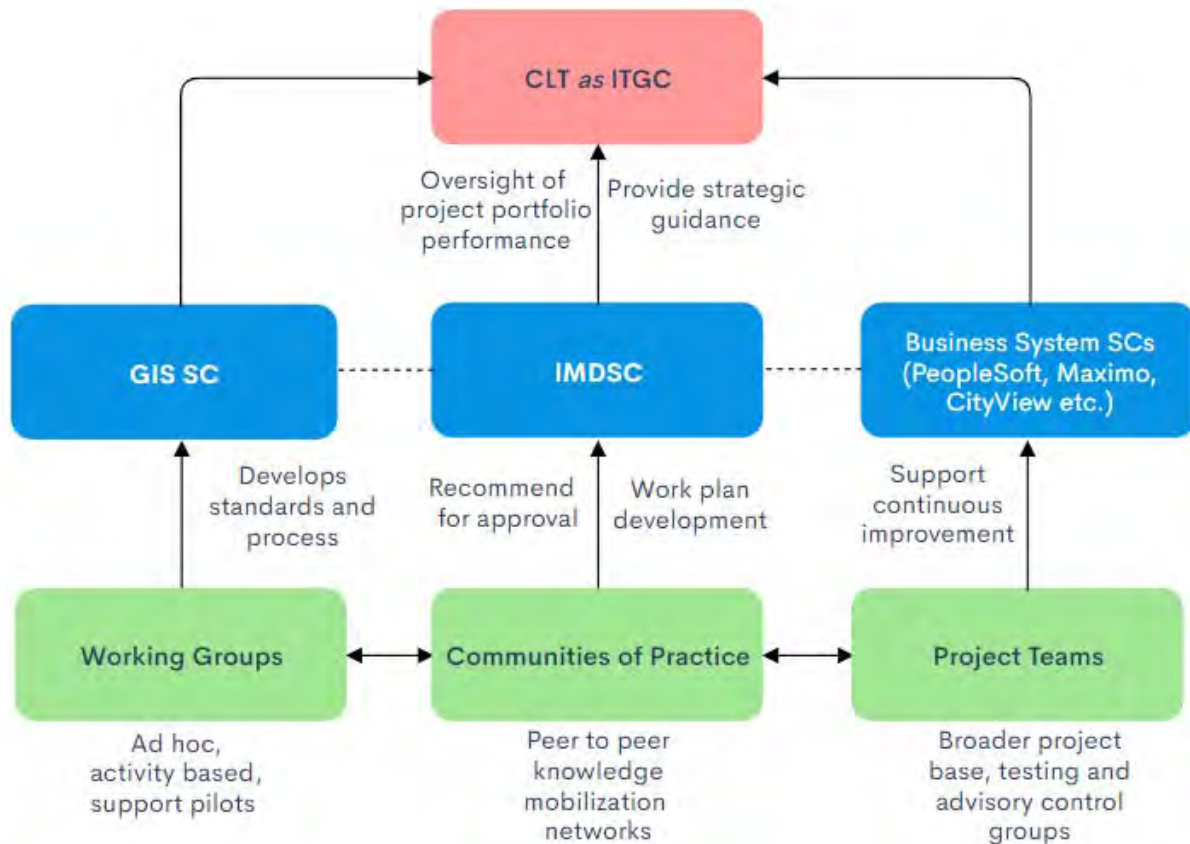 CLT as ITGC
Oversight of
project portfolio
performance
Provide strategic
guidance
GIS SC
IMDSC
Business System SCs
(PeopleSoft, Maximo,
CityView etc.)
Develops
standards and
process
Recommend
for approval
Work plan
development
Support
continuous
improvement
Working Groups
Communities of Practice
Project Teams
Ad hoc,
activity based,
support pilots
Peer to peer
knowledge
mobilization
networks
Broader project
base, testing and
advisory control
groups